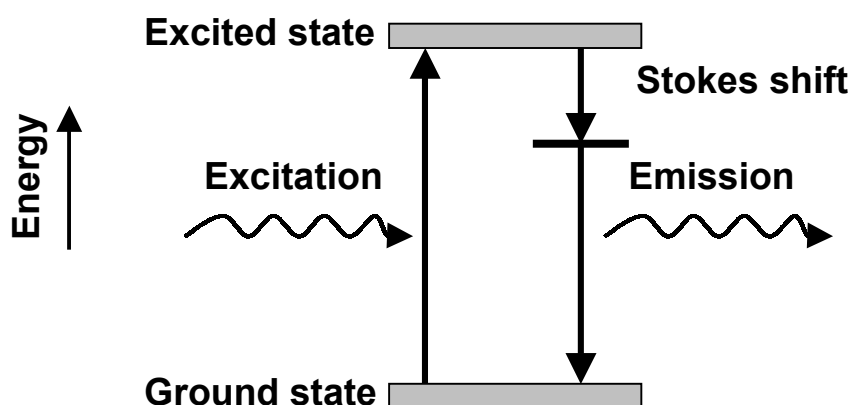 Excited state
Stokes shift
Energy
Excitation
Emission
Ground state